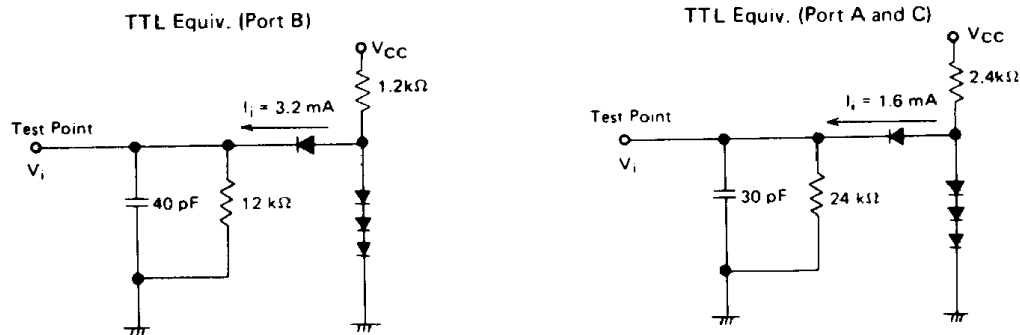 TTL Equiv. (Port B)
VCC
1.2kΩ
Ii = 3.2 mA
Test Point
Vi
40 pF
12 kΩ
TTL Equiv. (Port A and C)
VCC
2.4kΩ
Ii = 1.6 mA
Test Point
Vi
30 pF
24 kΩ